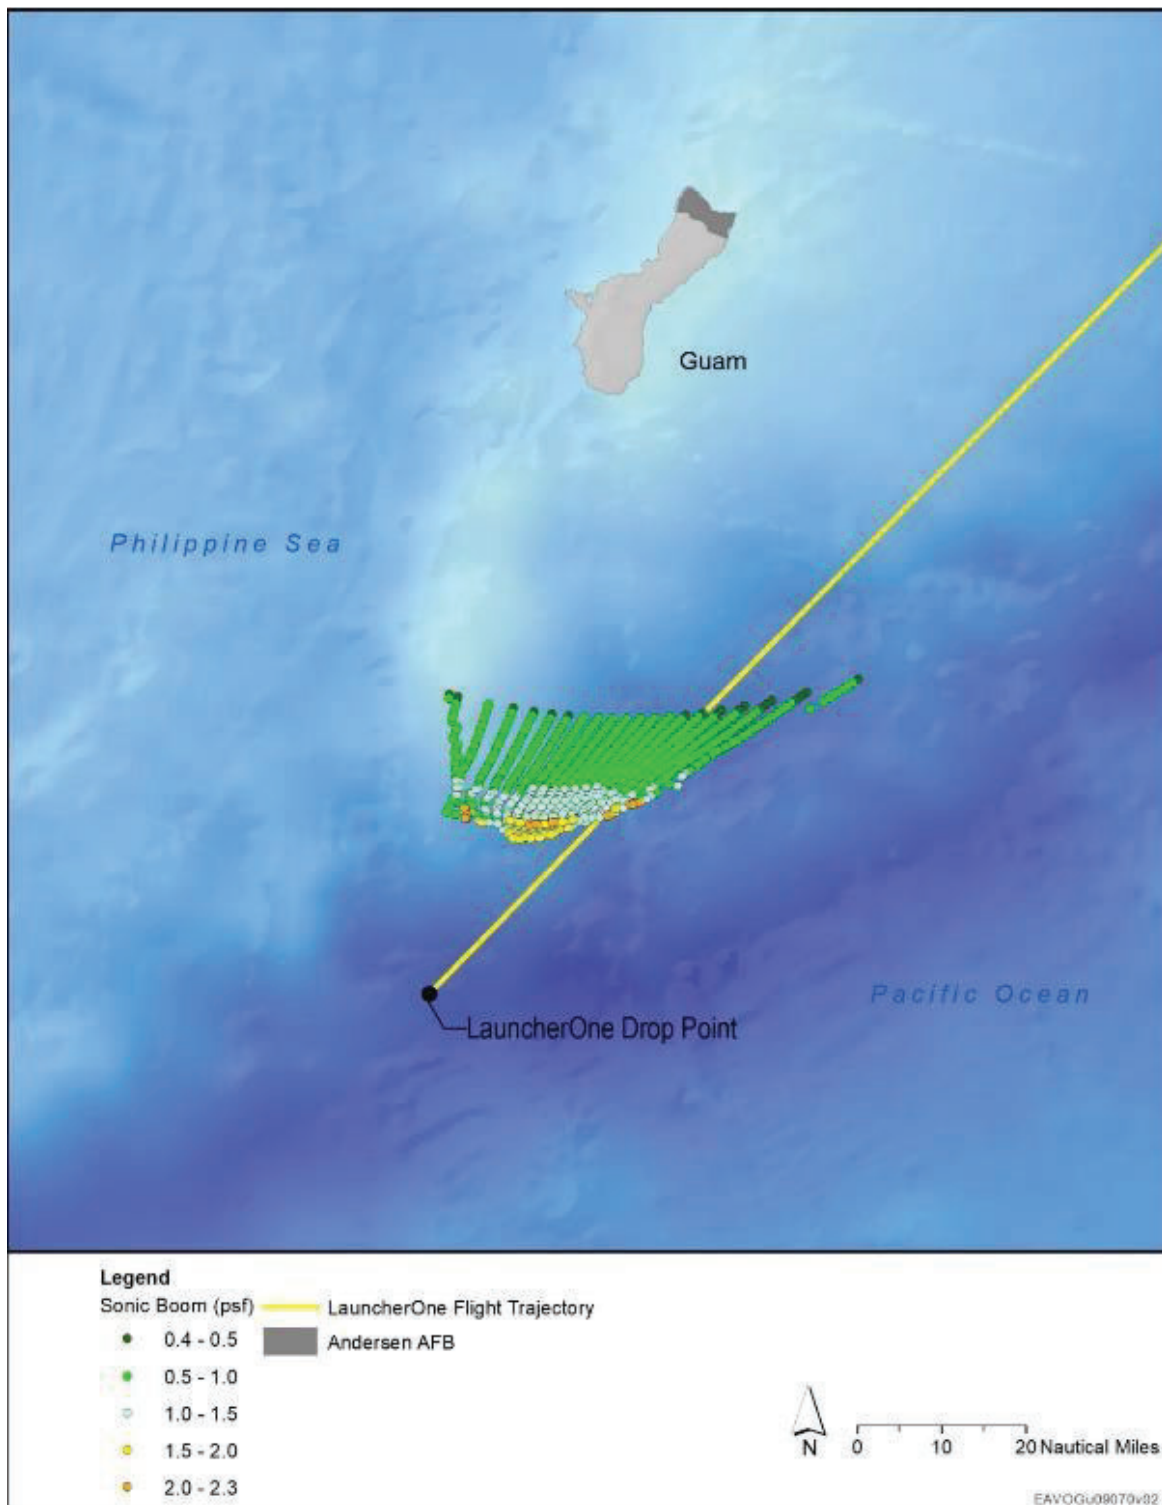 Guam
Philippine Sea
Pacific Ocean
LauncherOne Drop Point
Legend
Sonic Boom (psf)
LauncherOne Flight Trajectory
0.4 - 0.5
Andersen AFB
0.5 - 1.0
1.0 - 1.5
1.5 - 2.0
2.0 - 2.3
N
0 10 20 Nautical Miles
EAVOGu09070v02